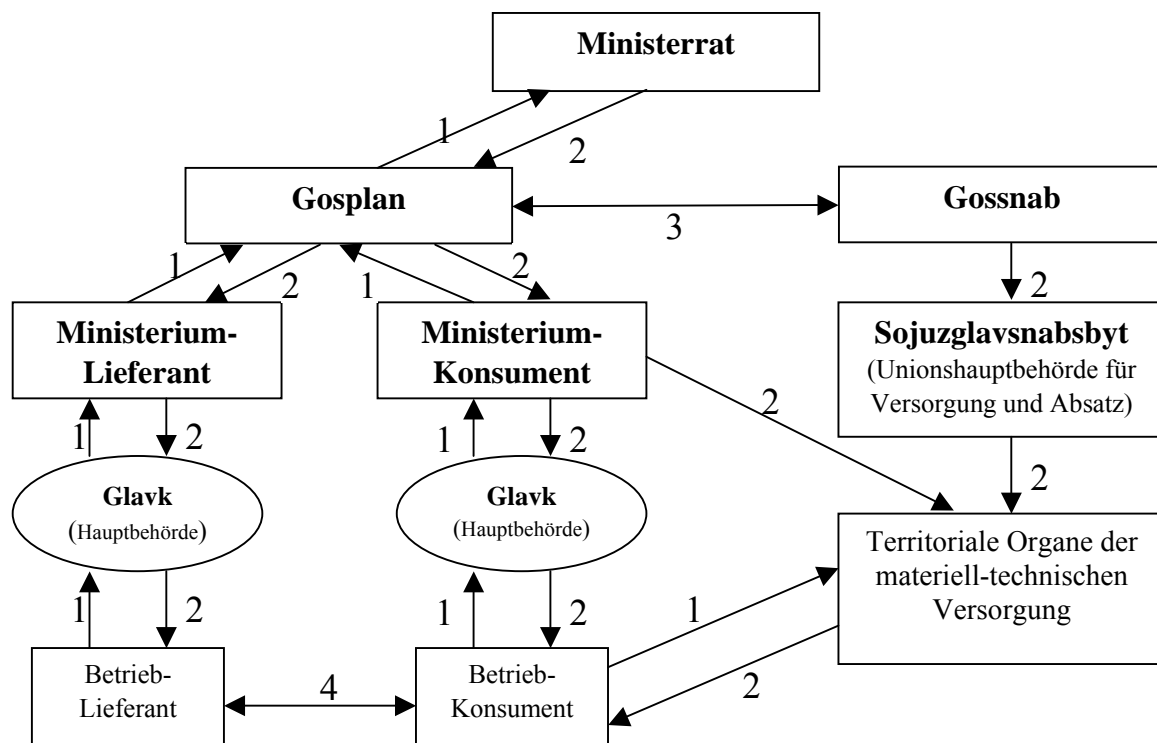 Ministerrat
1
2
Gosplan
3
Gossnab
1
2
1
2
2
Ministerium-
Lieferant
Ministerium-
Konsument
Sojuzglavsnabsbyt
(Unionshauptbehörde für
Versorgung und Absatz)
2
1
2
1
2
2
Glavk
(Hauptbehörde)
Glavk
(Hauptbehörde)
Territoriale Organe der
materiell-technischen
Versorgung
1
2
1
2
1
2
Betrieb-
Lieferant
4
Betrieb-
Konsument